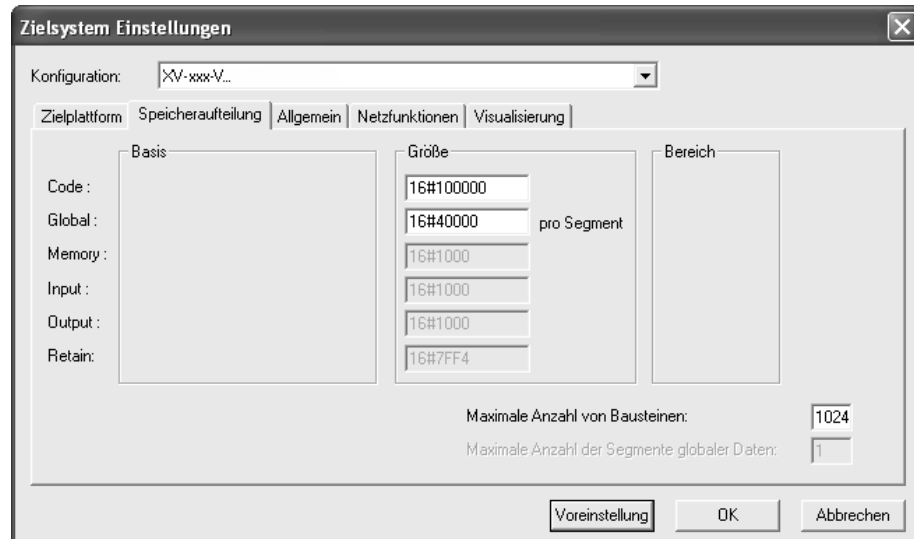 Zielsystem Einstellungen
Konfiguration: XV-xxx-V...
Zielplattform Speicheraufteilung Allgemein Netzfunktionen Visualisierung
Basis Größe Bereich
Code : 16#100000
Global : 16#40000 pro Segment
Memory : 16#1000
Input : 16#1000
Output : 16#1000
Retain: 16#7FF4
Maximale Anzahl von Bausteinen: 1024
Maximale Anzahl der Segmente globaler Daten: 1
Voreinstellung OK Abbrechen